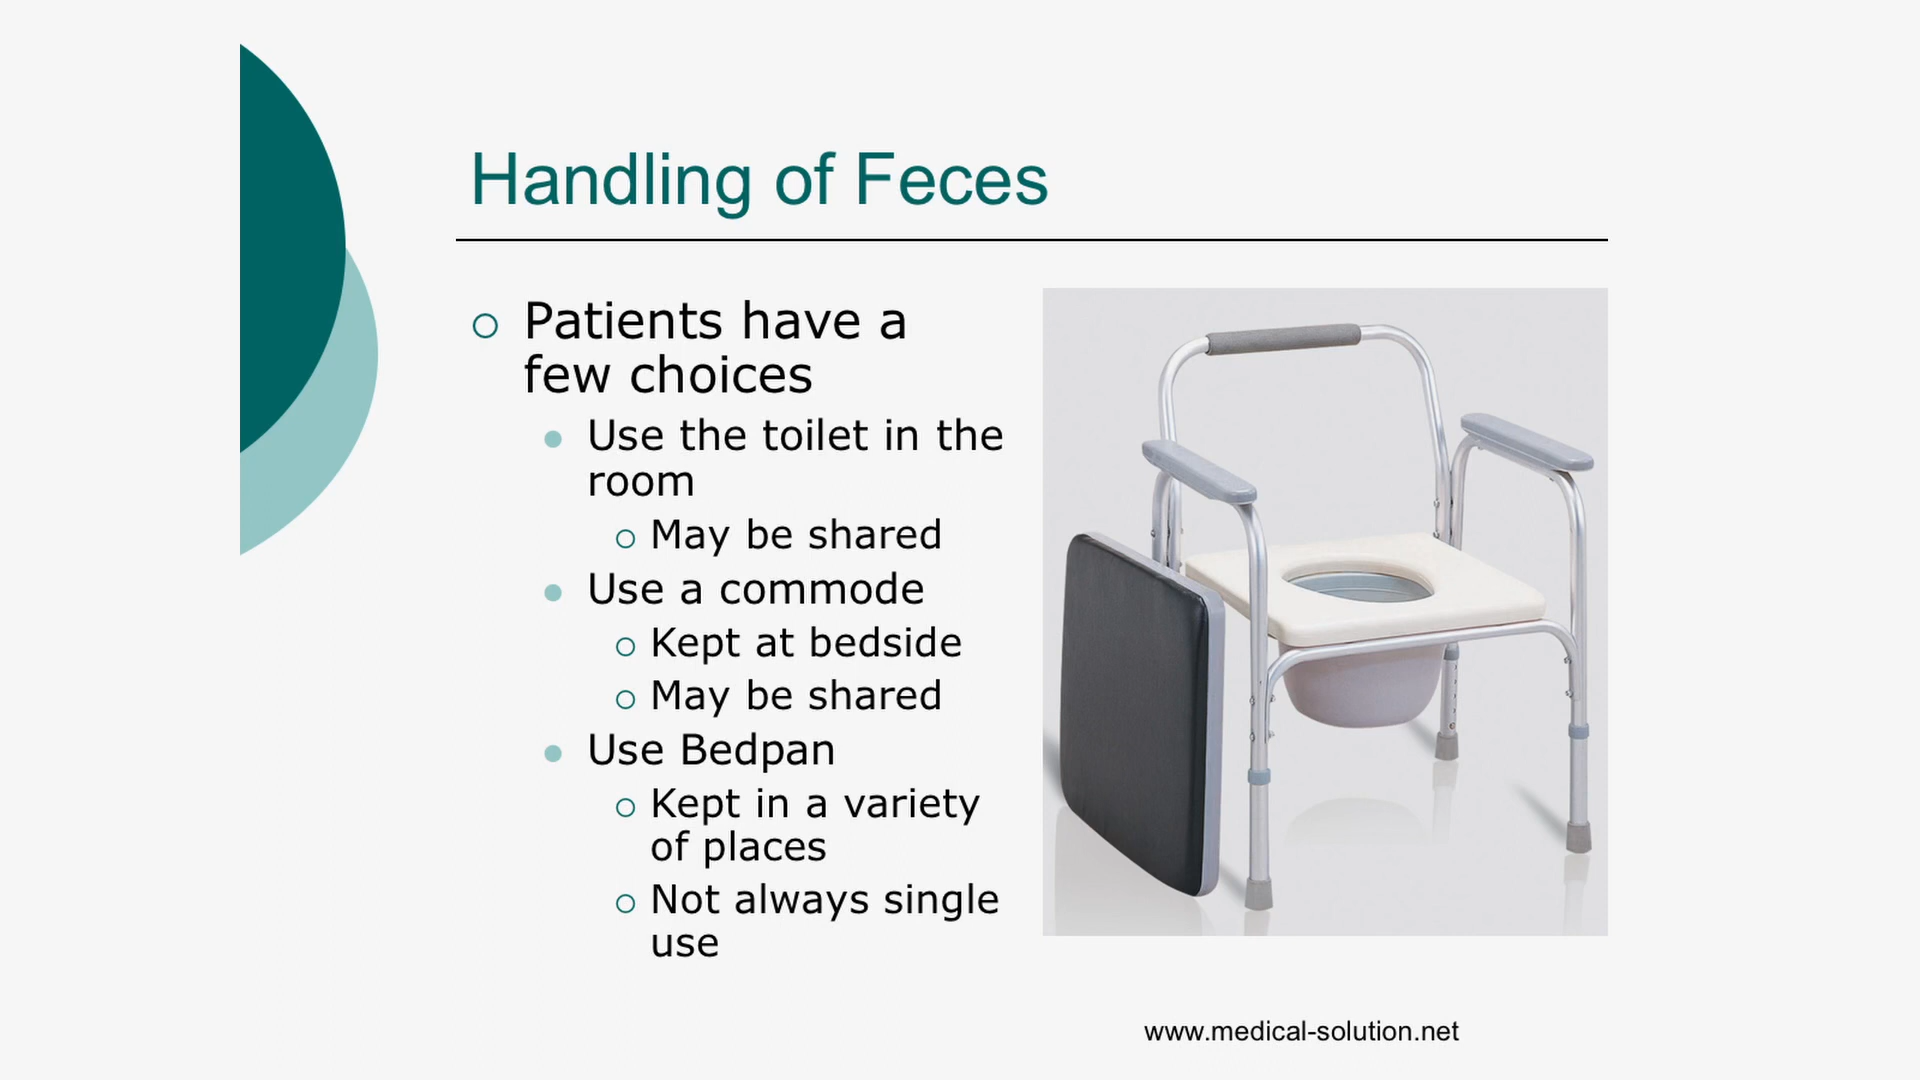 Handling of Feces
Patients have a
few choices
Use the toilet in the
room
May be shared
Use a commode
Kept at bedside
May be shared
Use Bedpan
Kept in a variety
of places
Not always single
use
www.medical-solution.net